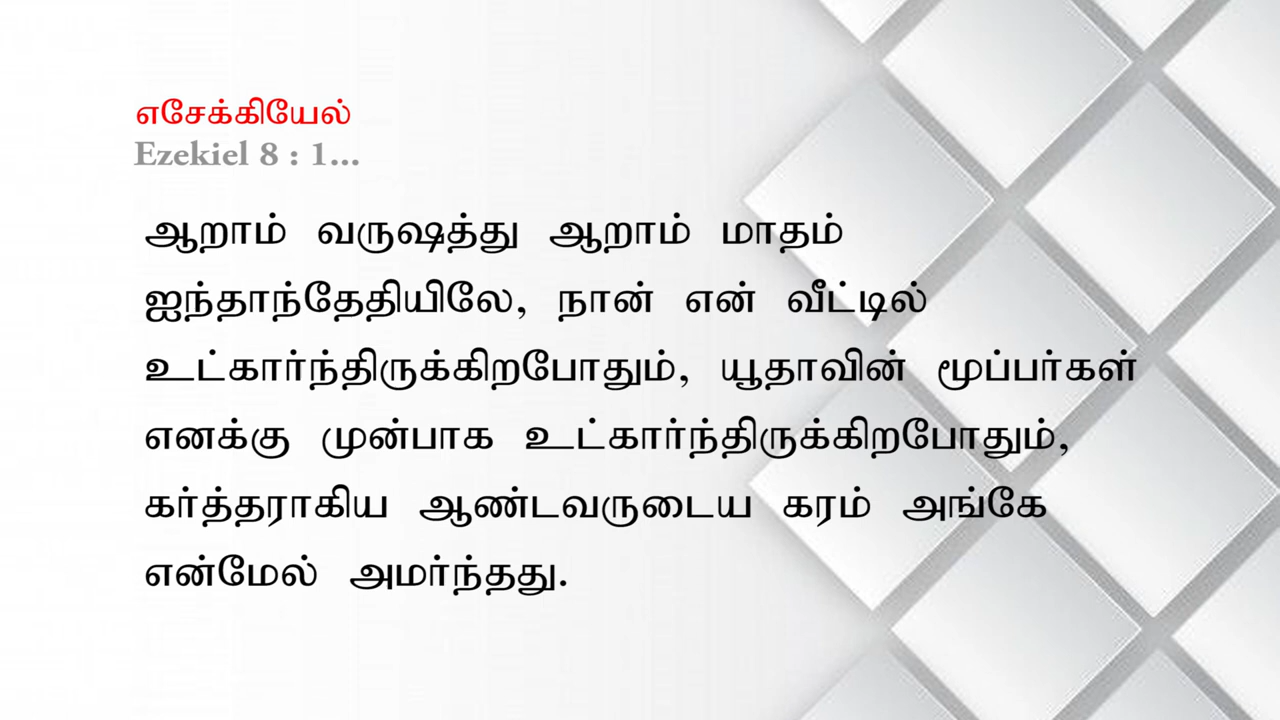 எசேக்கியேல்
Ezekiel 8 : 1...
ஆறாம் வருஷத்து ஆறாம் மாதம்
ஐந்தாந்தேதியிலே, நான் என் வீட்டில்
உட்கார்ந்திருக்கிறபோதும், யூதாவின் மூப்பர்கள்
எனக்கு முன்பாக உட்கார்ந்திருக்கிறபோதும்,
கர்த்தராகிய ஆண்டவருடைய கரம் அங்கே
என்மேல் அமர்ந்தது.